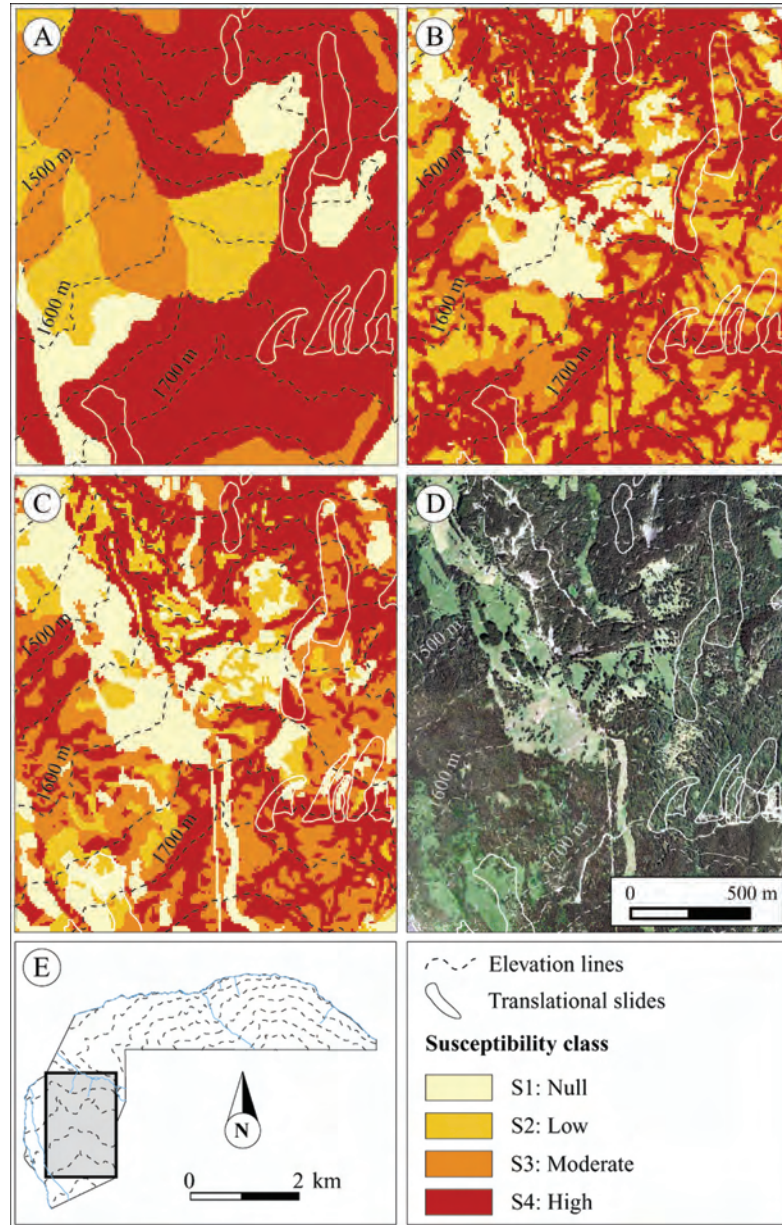 A
1500 m
1600 m
1700 m
B
1500 m
1600 m
1700 m
C
1500 m
1600 m
1700 m
D
1500 m
1600 m
1700 m
0 500 m
E
N
0 2 km
Elevation lines
Translational slides
Susceptibility class
S1: Null
S2: Low
S3: Moderate
S4: High